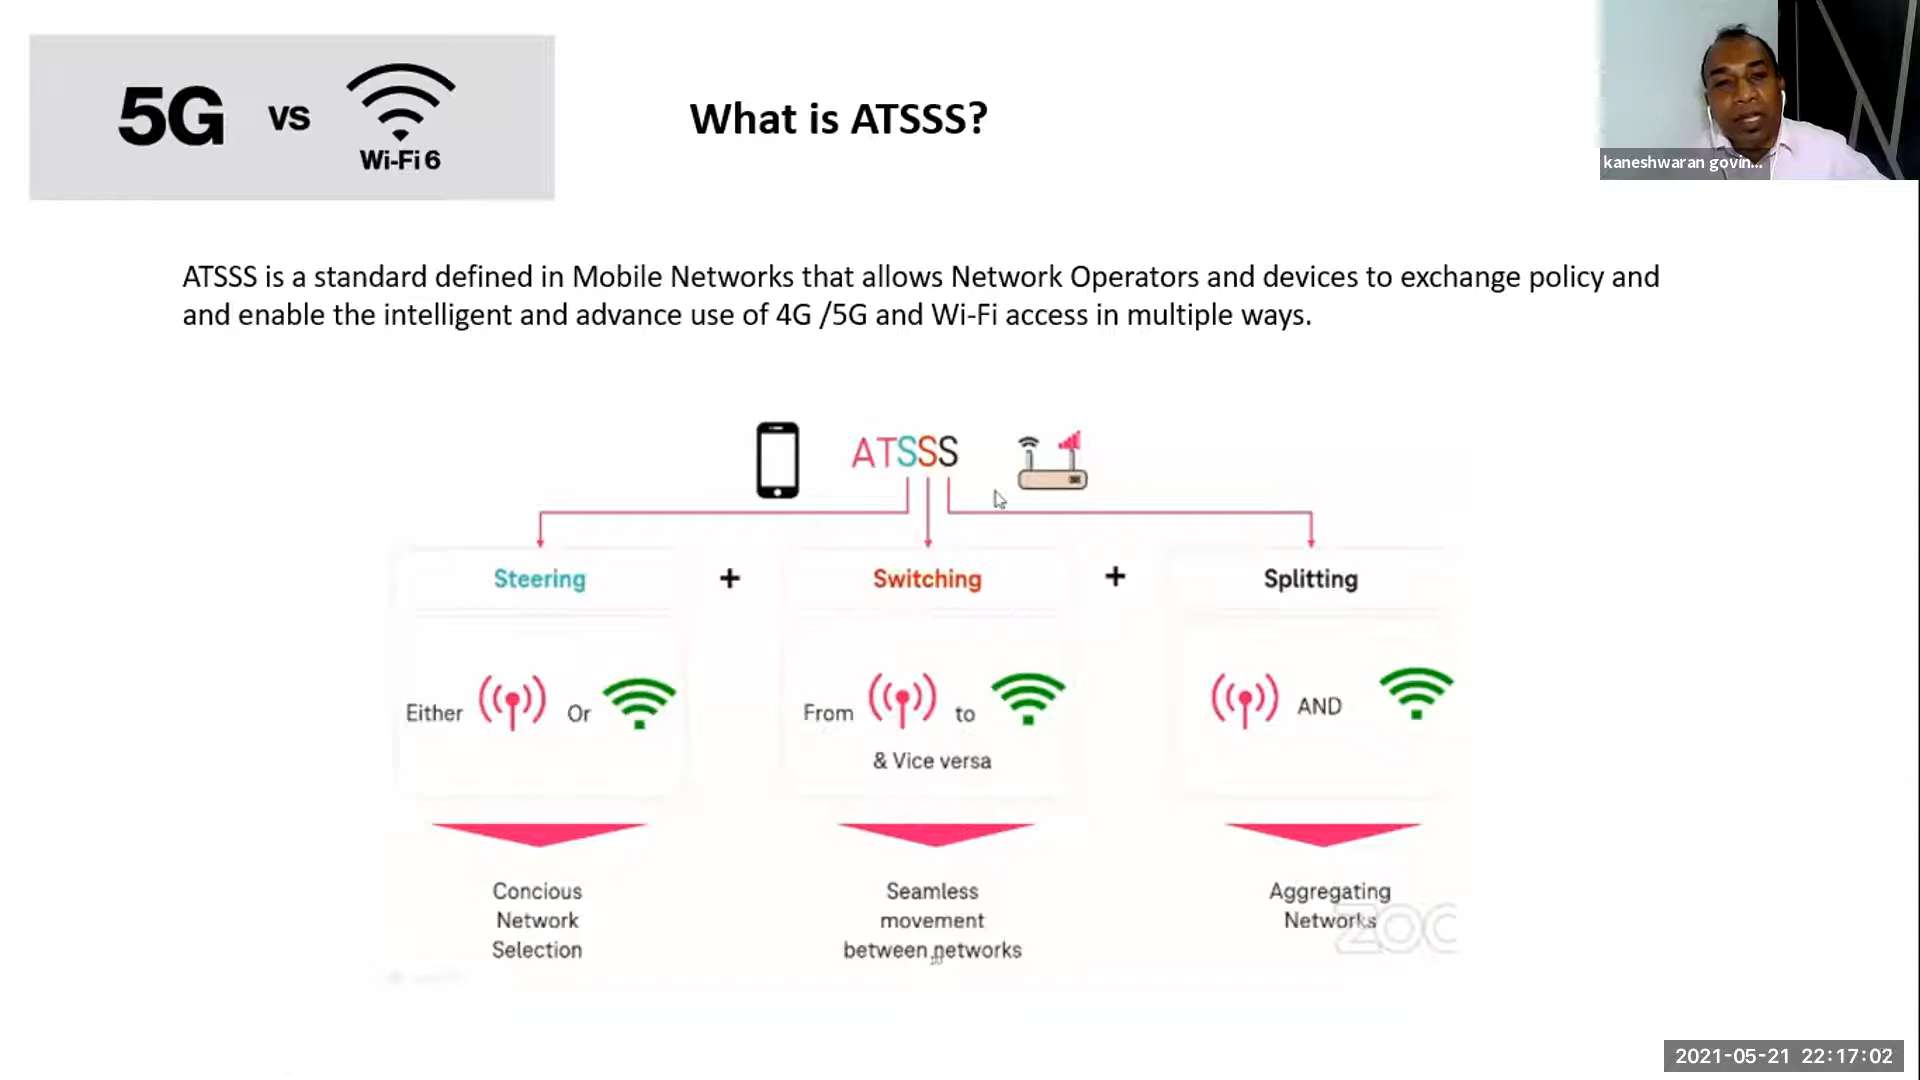 5G vs Wi-Fi 6
What is ATSSS?
kaneshwaran govin...
ATSSS is a standard defined in Mobile Networks that allows Network Operators and devices to exchange policy and
and enable the intelligent and advance use of 4G /5G and Wi-Fi access in multiple ways.
ATSSS
Steering + Switching + Splitting
Either Or
From to
& Vice versa
AND
Concious
Network
Selection
Seamless
movement
between networks
Aggregating
Networks
2021-05-21 22:17:02